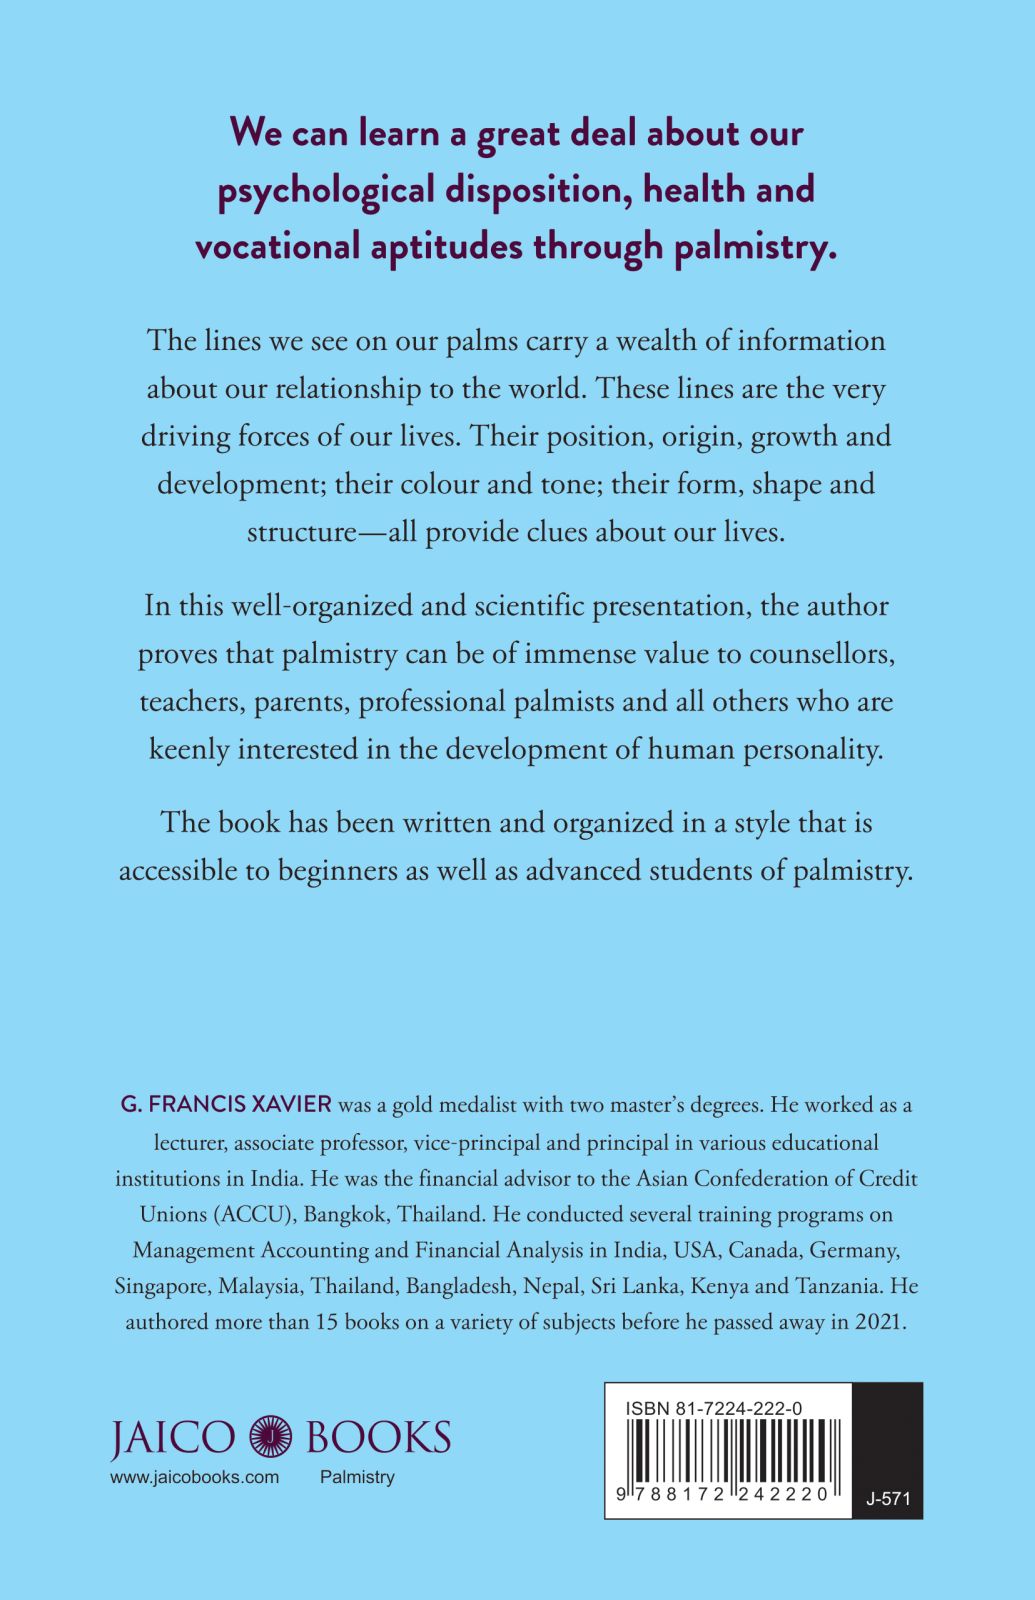 We can learn a great deal about our
psychological disposition, health and
vocational aptitudes through palmistry.
The lines we see on our palms carry a wealth of information
about our relationship to the world. These lines are the very
driving forces of our lives. Their position, origin, growth and
development; their colour and tone; their form, shape and
structure—all provide clues about our lives.
In this well-organized and scientific presentation, the author
proves that palmistry can be of immense value to counsellors,
teachers, parents, professional palmists and all others who are
keenly interested in the development of human personality.
The book has been written and organized in a style that is
accessible to beginners as well as advanced students of palmistry.
G. FRANCIS XAVIER was a gold medalist with two master's degrees. He worked as a
lecturer, associate professor, vice-principal and principal in various educational
institutions in India. He was the financial advisor to the Asian Confederation of Credit
Unions (ACCU), Bangkok, Thailand. He conducted several training programs on
Management Accounting and Financial Analysis in India, USA, Canada, Germany,
Singapore, Malaysia, Thailand, Bangladesh, Nepal, Sri Lanka, Kenya and Tanzania. He
authored more than 15 books on a variety of subjects before he passed away in 2021.
JAICO J BOOKS
www.jaicobooks.com Palmistry
ISBN 81-7224-222-0
9 788172 242220
J-571